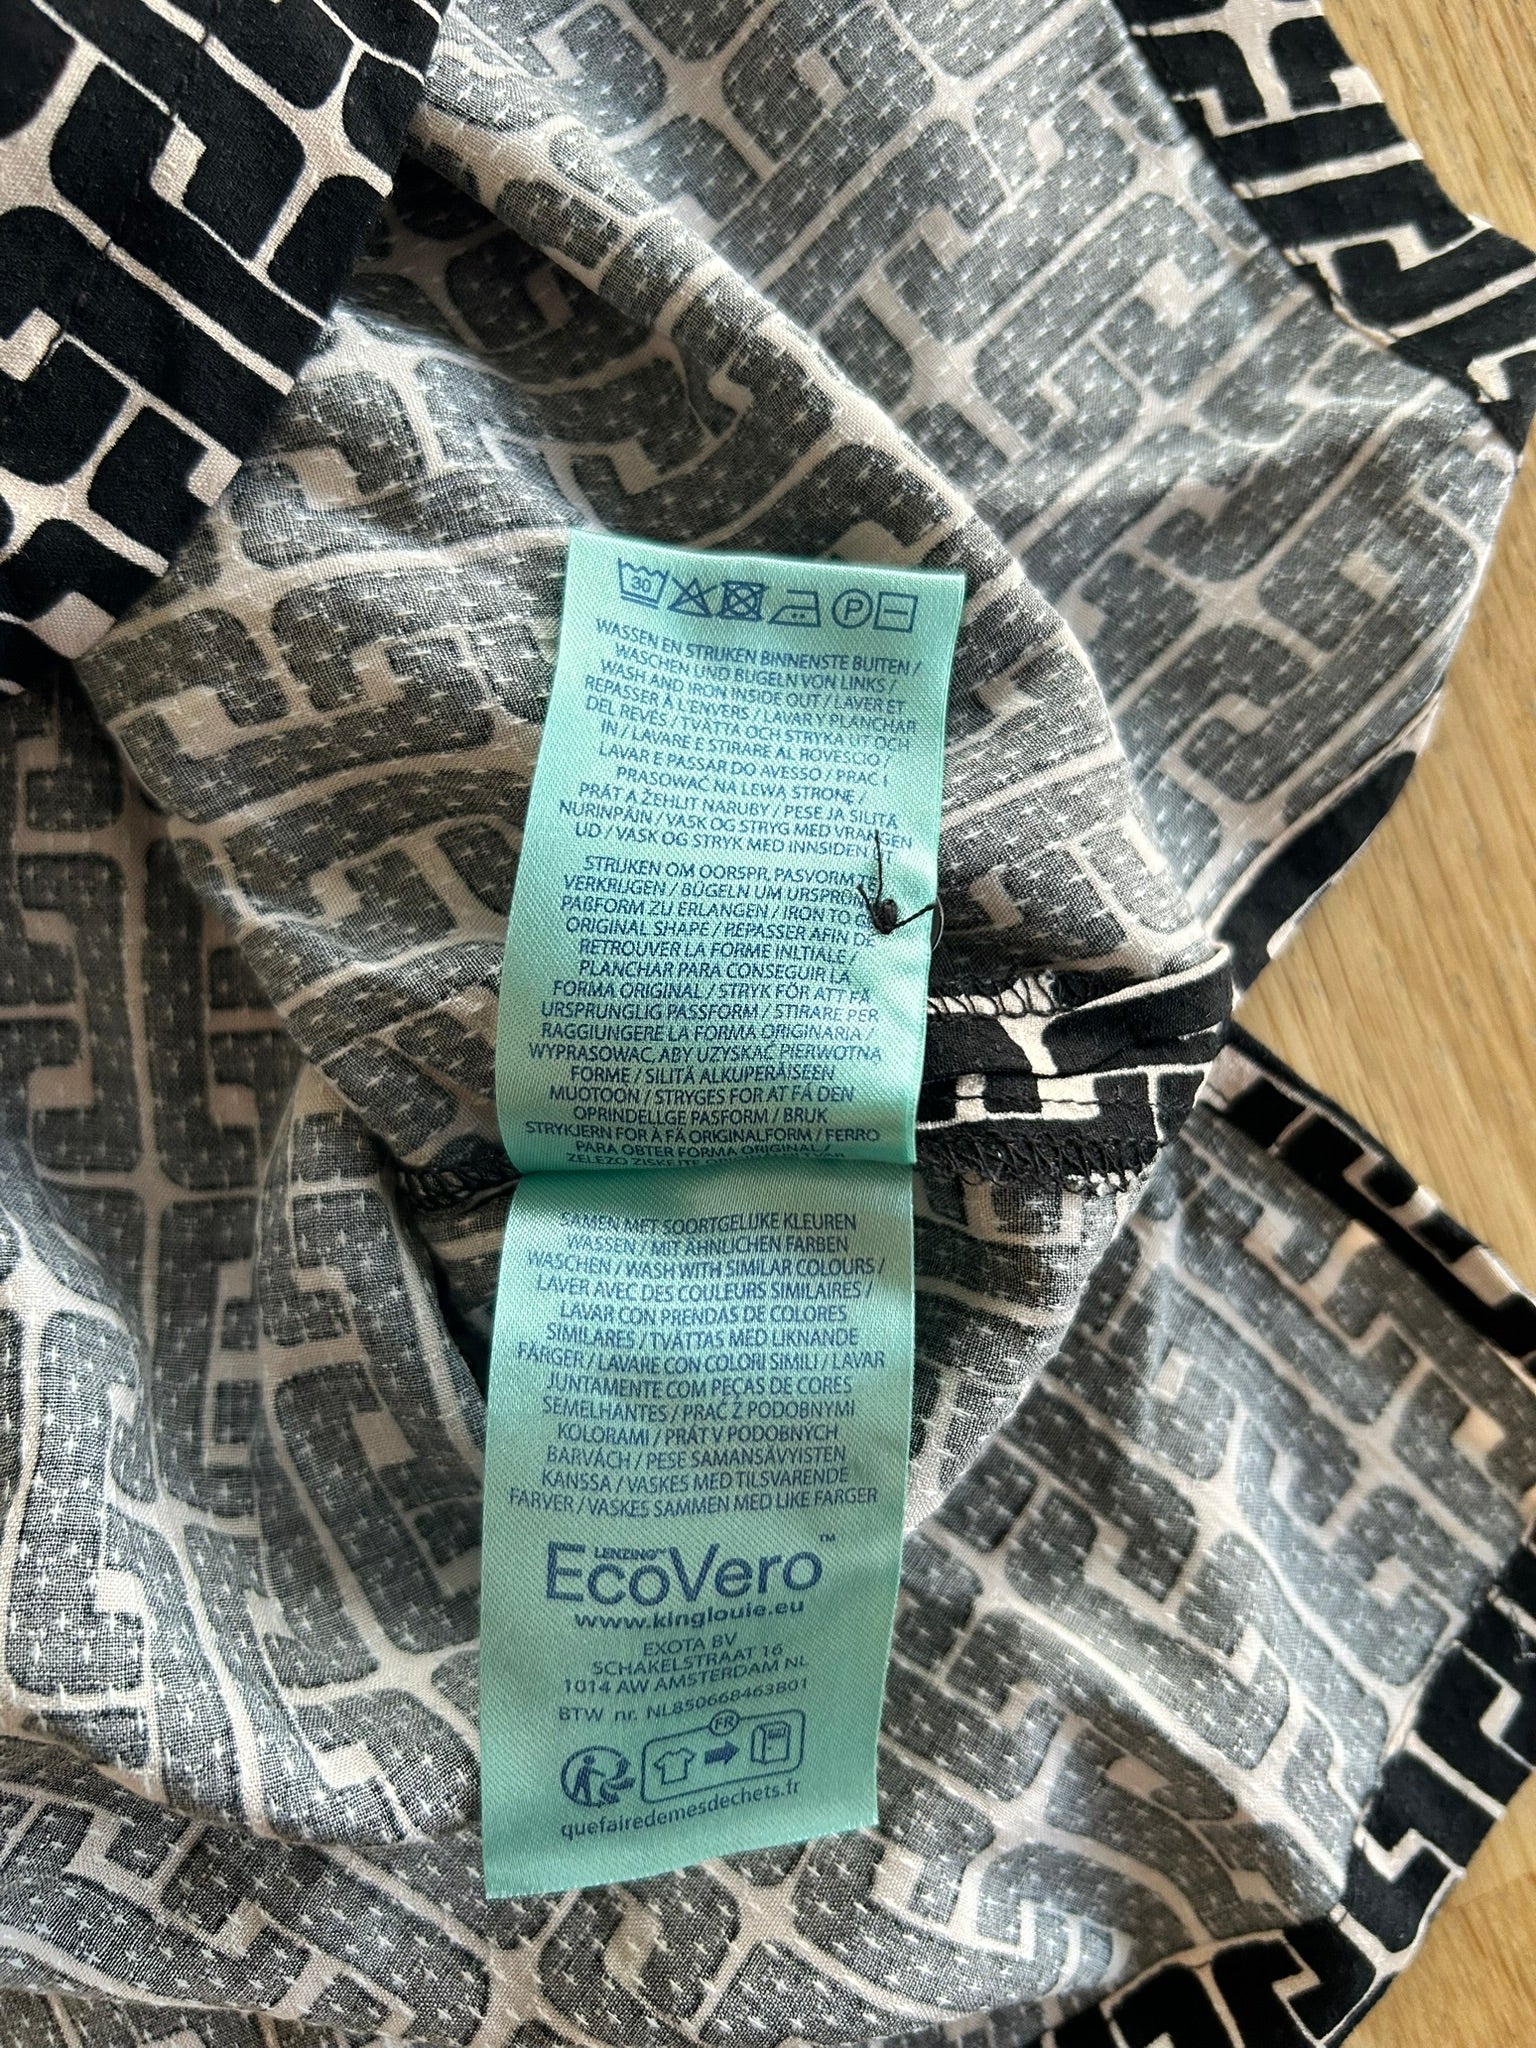 30
P
WASSEN EN STRIJKEN BINNENSTE BUITEN /
WASCHEN UND BÜGELN VON LINKS /
WASH AND IRON INSIDE OUT / LAVER ET
REPASSER À L'ENVERS / LAVAR Y PLANCHAR
DEL REVÉS / TVÄTTA OCH STRYKA UT OCH
IN / LAVARE E STIRARE AL ROVESCIO /
LAVAR E PASSAR DO AVESSO / PRAĆ I
PRASOWAĆ NA LEWA STRONĘ /
PRÁT A ŽEHLIT NARUBY / PESE JA SILITÄ
NURINPÄIN / VASK OG STRYG MED VRANGEN
UD / VASK OG STRYK MED INNSIDEN UT
STRIJKEN OM OORSPR. PASVORM TE
VERKRIJGEN / BÜGELN UM URSPRÜNGL
PAßFORM ZU ERLANGEN / IRON TO GET
ORIGINAL SHAPE / REPASSER AFIN DE
RETROUVER LA FORME INLTIALE /
PLANCHAR PARA CONSEGUIR LA
FORMA ORIGINAL / STRYK FÖR ATT FÅ
URSPRUNGLIG PASSFORM / STIRARE PER
RAGGIUNGERE LA FORMA ORIGINARIA /
WYPRASOWAC, ABY UZYSKAĆ PIERWOTNA
FORME / SILITÄ ALKUPERÄISEEN
MUOTOON / STRYGES FOR AT FÅ DEN
OPRINDELLGE PASFORM / BRUK
STRYKJERN FOR Å FÅ ORIGINALFORM / FERRO
PARA OBTER FORMA ORIGINAL /
ŽELEZO ZISKEJTE
SAMEN MET SOORTGELIJKE KLEUREN
WASSEN / MIT ÄHNLICHEN FARBEN
WASCHEN / WASH WITH SIMILAR COLOURS /
LAVER AVEC DES COULEURS SIMILAIRES /
LAVAR CON PRENDAS DE COLORES
SIMILARES / TVÄTTAS MED LIKNANDE
FÄRGER / LAVARE CON COLORI SIMILI / LAVAR
JUNTAMENTE COM PEÇAS DE CORES
SEMELHANTES / PRAĆ Z PODOBNYMI
KOLORAMI / PRÁT V PODOBNÝCH
BARVÁCH / PESE SAMANSÄVYISTEN
KANSSA / VASKES MED TILSVARENDE
FARVER / VASKES SAMMEN MED LIKE FARGER
LENZING™
EcoVero™
www.kinglouie.eu
EXOTA BV
SCHAKELSTRAAT 16
1014 AW AMSTERDAM NL
BTW nr. NL850668463B01
FR
quefairedemesdechets.fr